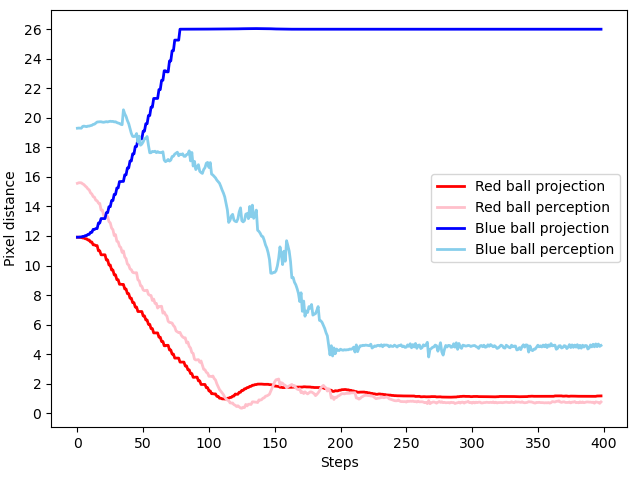 26
24
22
20
18
16
14
12
10
8
6
4
2
0
Pixel distance
Red ball projection
Red ball perception
Blue ball projection
Blue ball perception
0 50 100 150 200 250 300 350 400
Steps